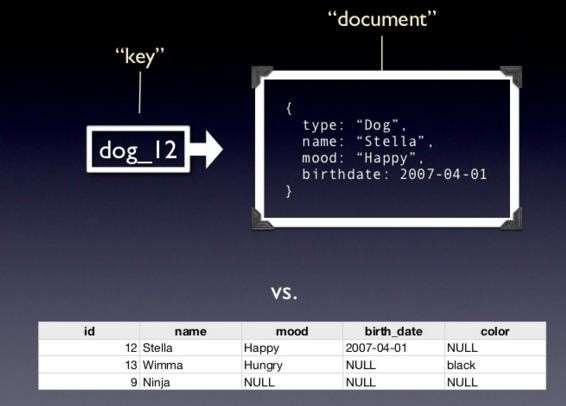 “document”
“key”
dog_12
{
type: “Dog”,
name: “Stella”,
mood: “Happy”,
birthdate: 2007-04-01
}
vs.
id name mood birth_date color
12 Stella Happy 2007-04-01 NULL
13 Wimma Hungry NULL black
9 Ninja NULL NULL NULL